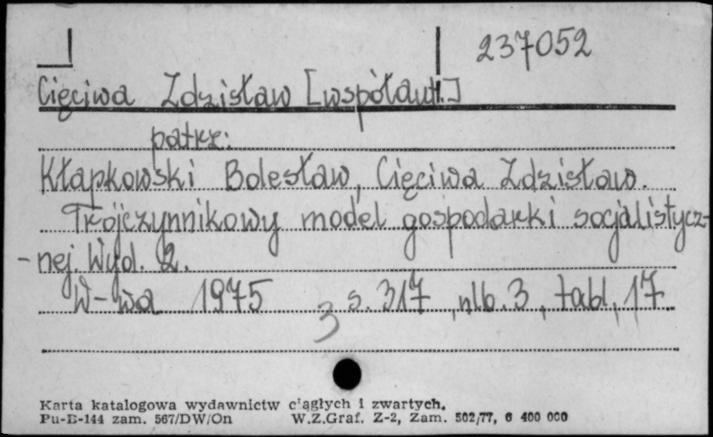 237052
Cięciwa Zdzisław [współaut.]
patrz:
Kłapkowski Bolesław, Cięciwa Zdzisław.
Trójczynnikowy model gospodarki socjalistycz-
-nej. Wyd. 2.
W-wa 1975 s. 317, nlb. 3, tabl. 17.
3
Karta katalogowa wydawnictw ciągłych i zwartych.
Pu-B-144 zam. 567/DW/On W.Z.Graf. Z-2, Zam. 502/77, 6 400 000